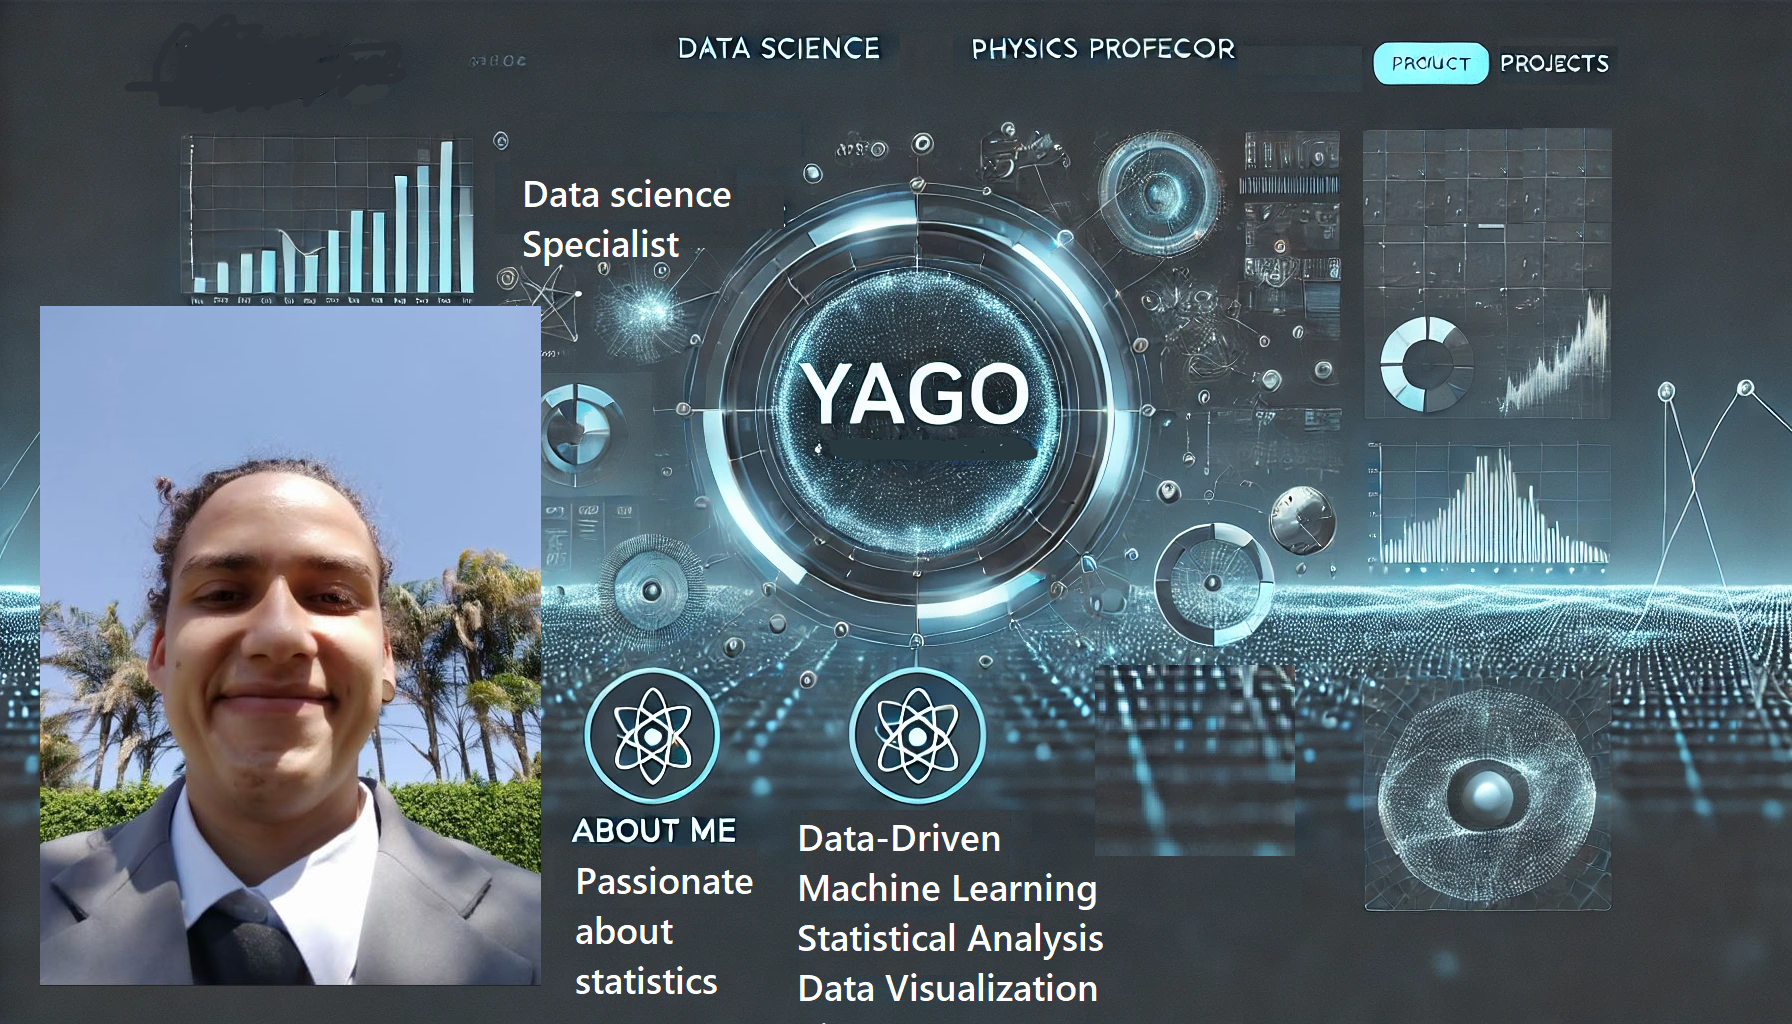 DATA SCIENCE
PHYSICS PROFECOR
PROIUCT
PROJECTS
Data science
Specialist
YAGO
ABOUT ME
Passionate
about
statistics
Data-Driven
Machine Learning
Statistical Analysis
Data Visualization